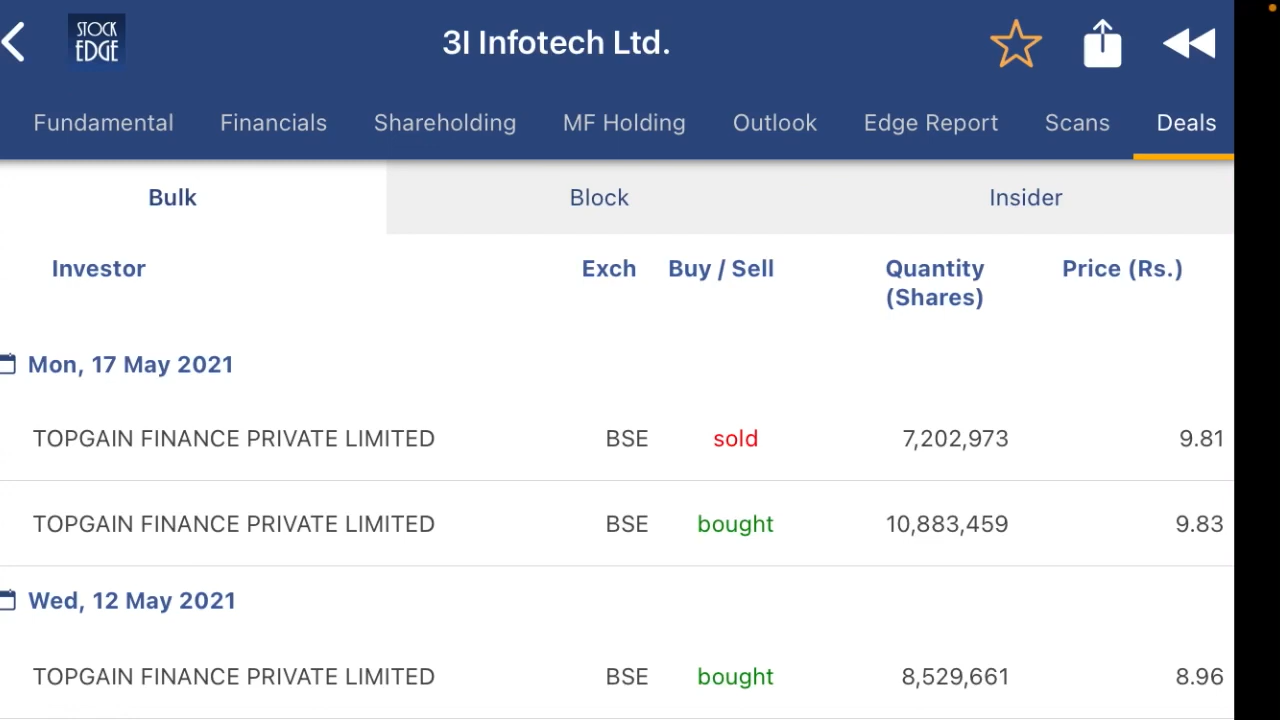 STOCK
EDGE
3I Infotech Ltd.
Fundamental Financials Shareholding MF Holding Outlook Edge Report Scans Deals
Bulk Block Insider
Investor Exch Buy / Sell Quantity (Shares) Price (Rs.)
Mon, 17 May 2021
TOPGAIN FINANCE PRIVATE LIMITED BSE sold 7,202,973 9.81
TOPGAIN FINANCE PRIVATE LIMITED BSE bought 10,883,459 9.83
Wed, 12 May 2021
TOPGAIN FINANCE PRIVATE LIMITED BSE bought 8,529,661 8.96